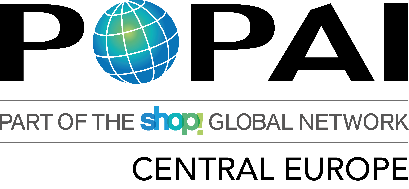 POPAI
PART OF THE shop! GLOBAL NETWORK
CENTRAL EUROPE